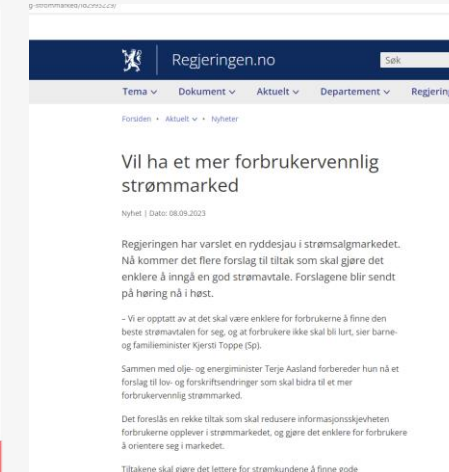 g-strommarked/id2993229/
Regjeringen.no
Søk
Tema Dokument Aktuelt Departement Regjering
Forsiden • Aktuelt • Nyheter
Vil ha et mer forbrukervennlig
strømmarked
Nyhet | Dato: 08.09.2023
Regjeringen har varslet en ryddesjau i strømsalgmarkedet.
Nå kommer det flere forslag til tiltak som skal gjøre det
enklere å inngå en god strømavtale. Forslagene blir sendt
på høring nå i høst.
– Vi er opptatt av at det skal være enklere for forbrukerne å finne den
beste strømavtalen for seg, og at forbrukere ikke skal bli lurt, sier barne-
og familieminister Kjersti Toppe (Sp).
Sammen med olje- og energiminister Terje Aasland forbereder hun nå et
forslag til lov- og forskriftsendringer som skal bidra til et mer
forbrukervennlig strømmarked.
Det foreslås en rekke tiltak som skal redusere informasjonsskjevheten
forbrukerne opplever i strømmarkedet, og gjøre det enklere for forbrukere
å orientere seg i markedet.
Tiltakene skal gjøre det lettere for strømkundene å finne gode